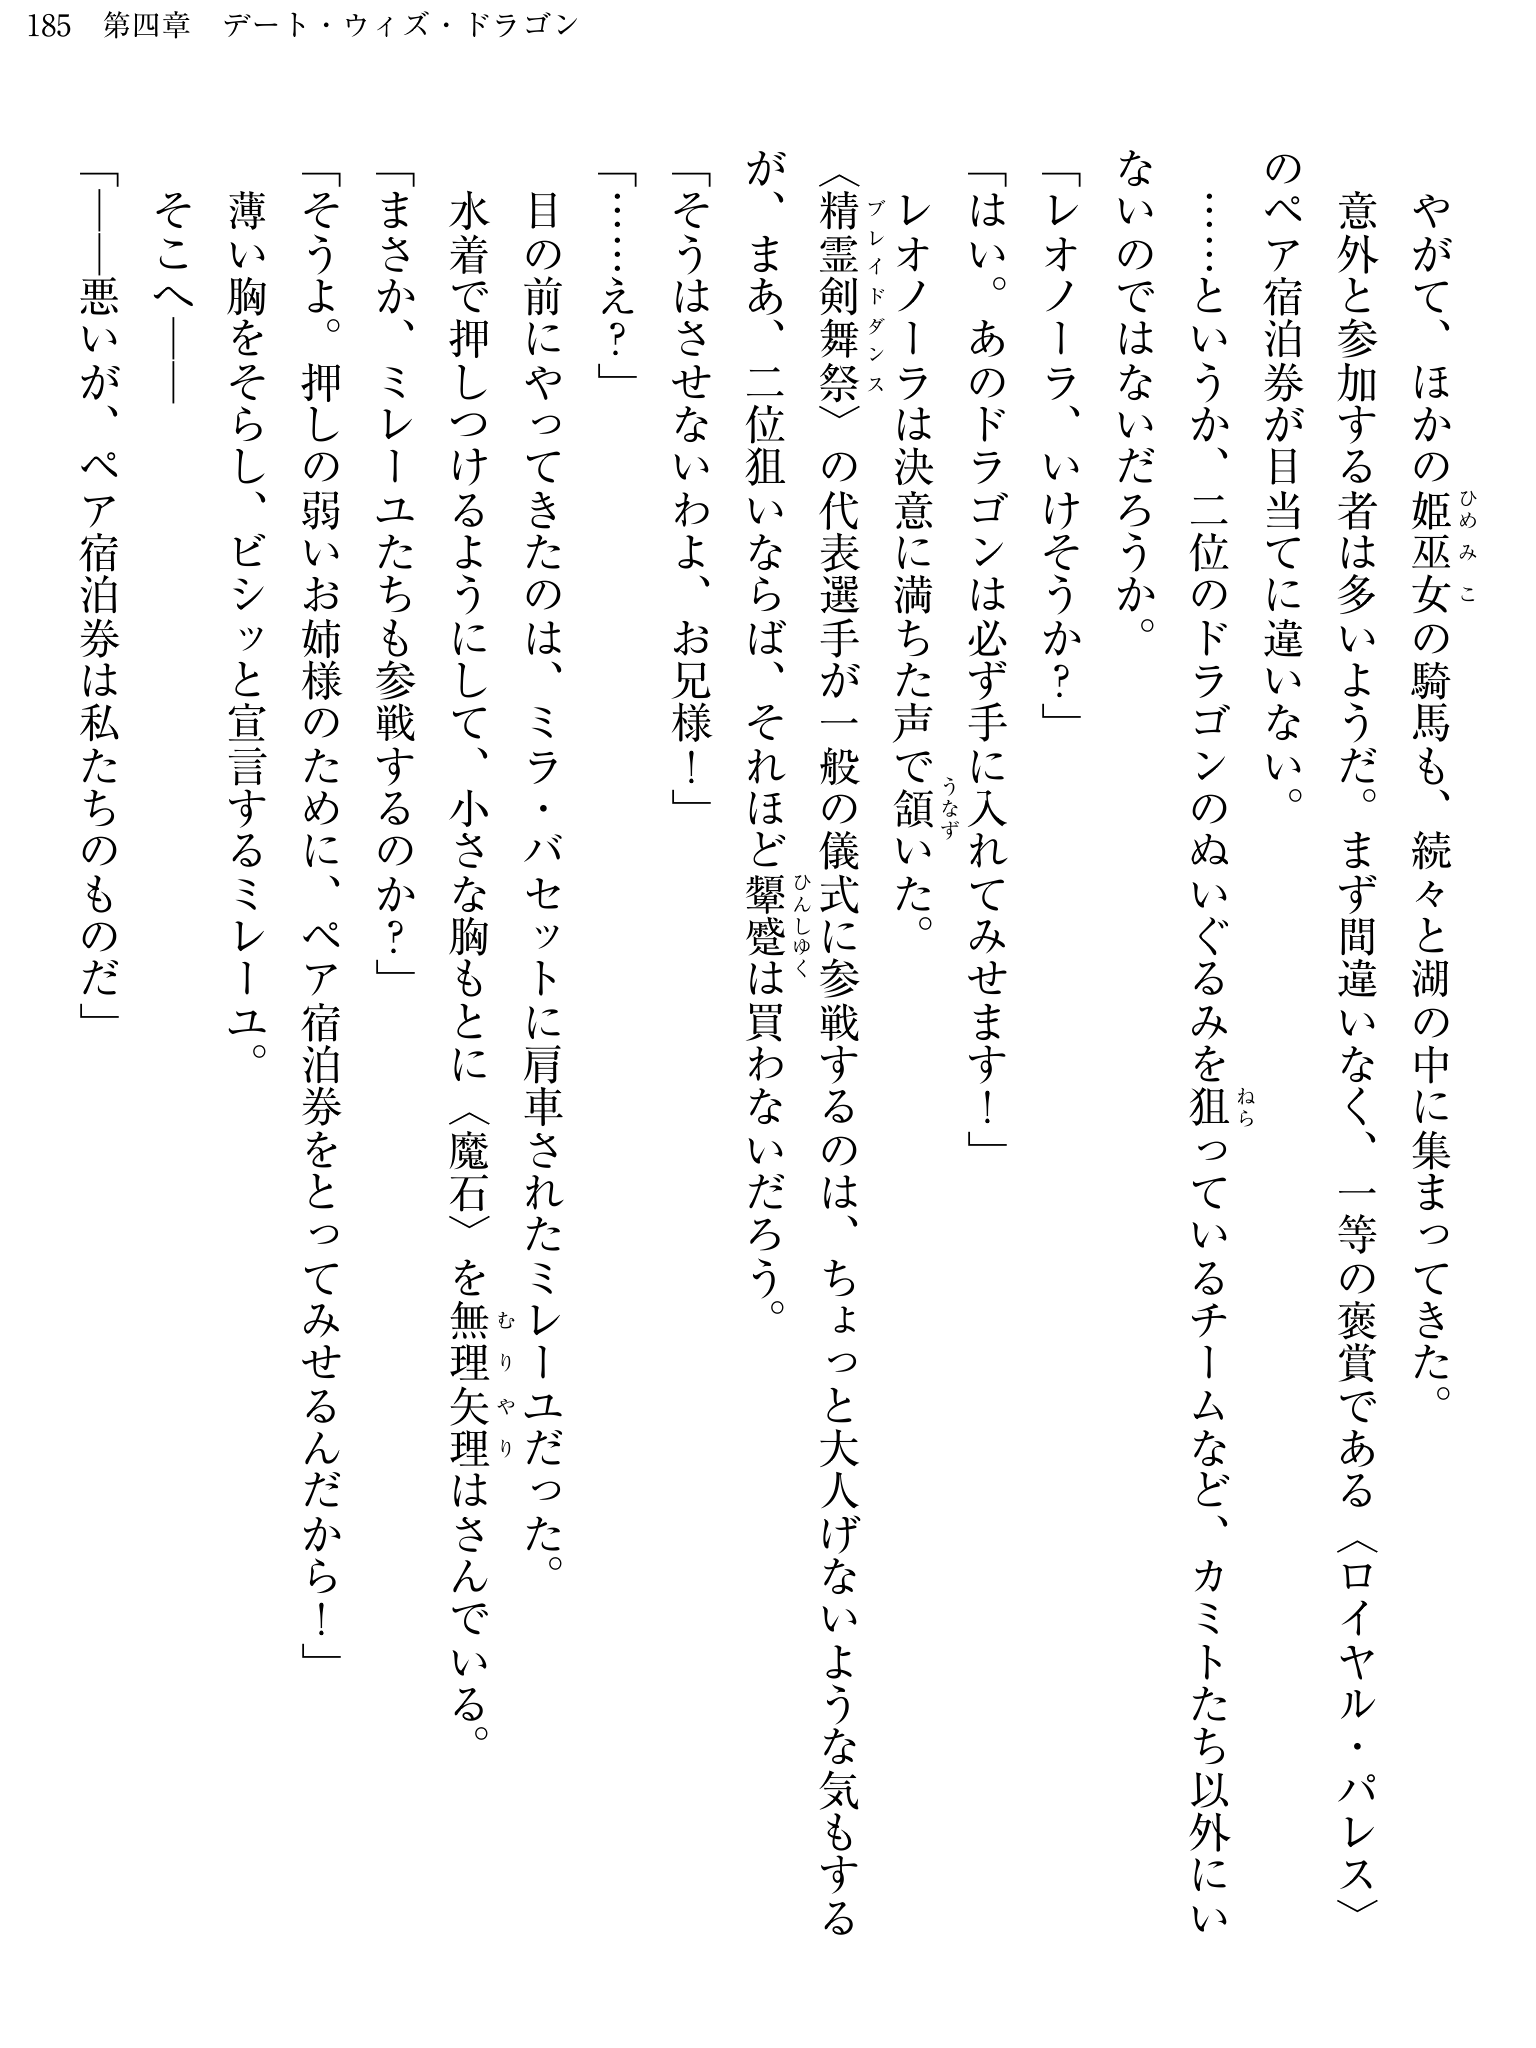 185　第四章　デート・ウィズ・ドラゴン
　やがて、ほかの姫巫女の騎馬も、続々と湖の中に集まってきた。
　意外と参加する者は多いようだ。まず間違いなく、一等の褒賞である〈ロイヤル・パレス〉
のペア宿泊券が目当てに違いない。
　……というか、二位のドラゴンのぬいぐるみを狙っているチームなど、カミトたち以外にい
ないのではないだろうか。
「レオノーラ、いけそうか？」
「はい。あのドラゴンは必ず手に入れてみせます！」
　レオノーラは決意に満ちた声で頷いた。
〈精霊剣舞祭〉の代表選手が一般の儀式に参戦するのは、ちょっと大人げないような気もする
が、まあ、二位狙いならば、それほど顰蹙は買わないだろう。
「そうはさせないわよ、お兄様！」
「……え？」
　目の前にやってきたのは、ミラ・バセットに肩車されたミレーユだった。
　水着で押しつけるようにして、小さな胸もとに〈魔石〉を無理矢理はさんでいる。
「まさか、ミレーユたちも参戦するのか？」
「そうよ。押しの弱いお姉様のために、ペア宿泊券をとってみせるんだから！」
　薄い胸をそらし、ビシッと宣言するミレーユ。
　そこへ――
「――悪いが、ペア宿泊券は私たちのものだ」